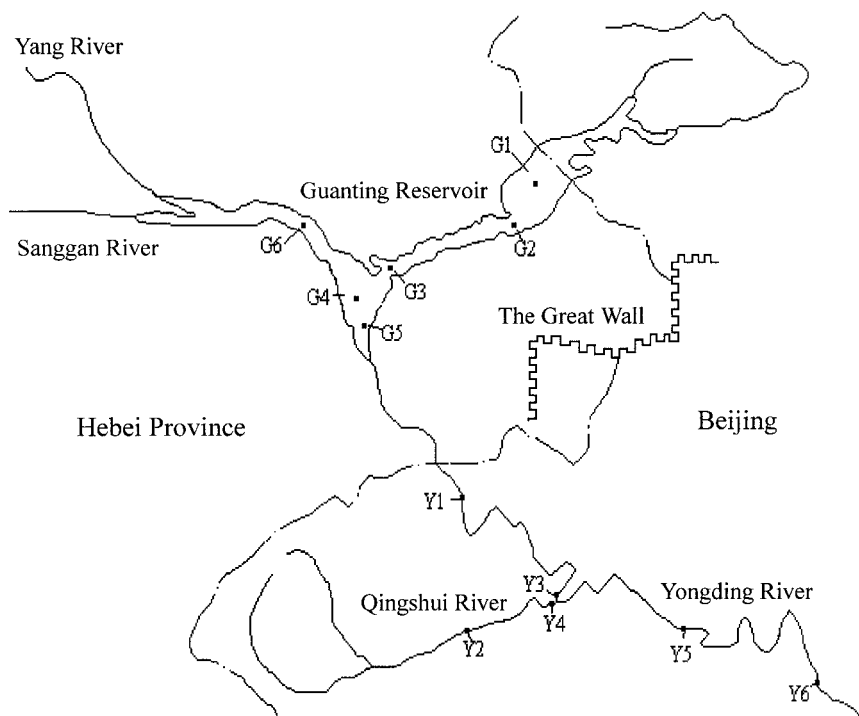 Yang River
G1
Guanting Reservoir
Sanggan River
G6
G2
G3
G4
The Great Wall
G5
Hebei Province
Beijing
Y1
Y3
Yongding River
Qingshui River
Y4
Y2
Y5
Y6